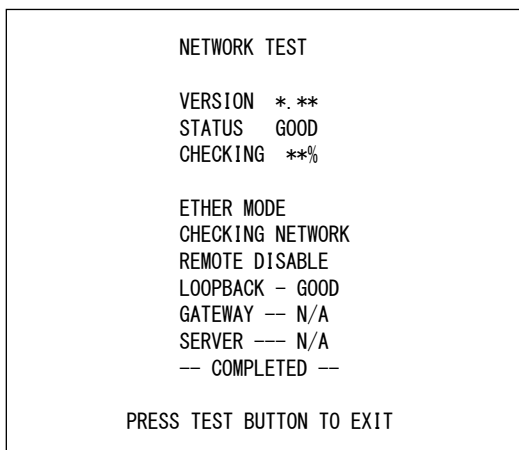 NETWORK TEST
VERSION *.**
STATUS GOOD
CHECKING **%
ETHER MODE
CHECKING NETWORK
REMOTE DISABLE
LOOPBACK - GOOD
GATEWAY -- N/A
SERVER --- N/A
-- COMPLETED --
PRESS TEST BUTTON TO EXIT